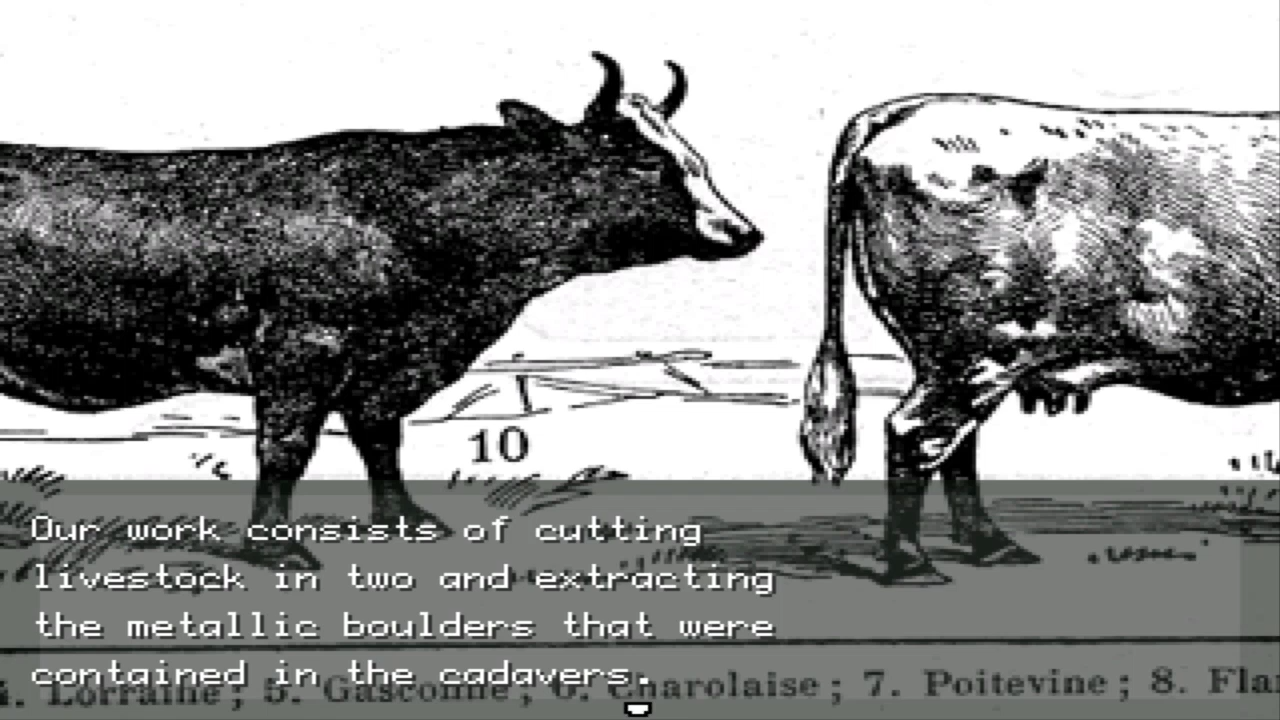 10
Our work consists of cutting
livestock in two and extracting
the metallic boulders that were
contained in the cadavers.
Lorraine ; 5. Gasconne ; 6. Charolaise ; 7. Poitevine ; 8. Fla